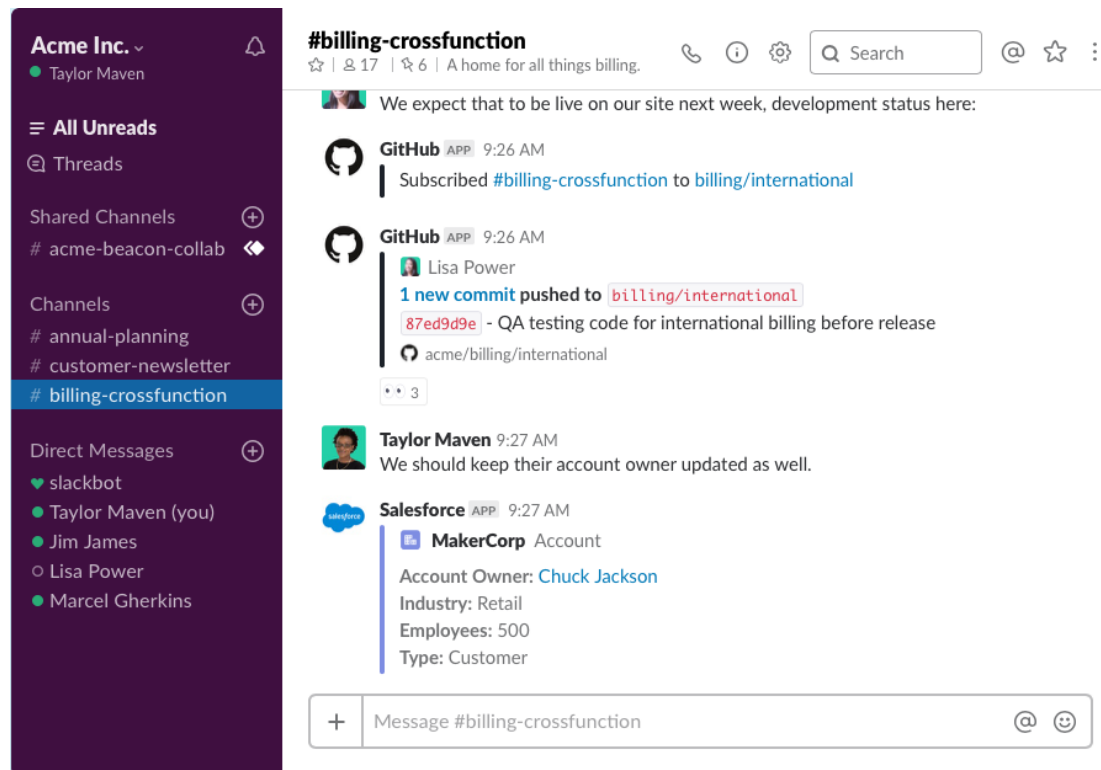 Acme Inc.
Taylor Maven
All Unreads
Threads
Shared Channels
# acme-beacon-collab
Channels
# annual-planning
# customer-newsletter
# billing-crossfunction
Direct Messages
slackbot
Taylor Maven (you)
Jim James
Lisa Power
Marcel Gherkins
#billing-crossfunction
17 | 6 | A home for all things billing.
Search
We expect that to be live on our site next week, development status here:
GitHub APP 9:26 AM
Subscribed #billing-crossfunction to billing/international
GitHub APP 9:26 AM
Lisa Power
1 new commit pushed to billing/international
87ed9d9e - QA testing code for international billing before release
acme/billing/international
3
Taylor Maven 9:27 AM
We should keep their account owner updated as well.
salesforce
Salesforce APP 9:27 AM
MakerCorp Account
Account Owner: Chuck Jackson
Industry: Retail
Employees: 500
Type: Customer
Message #billing-crossfunction